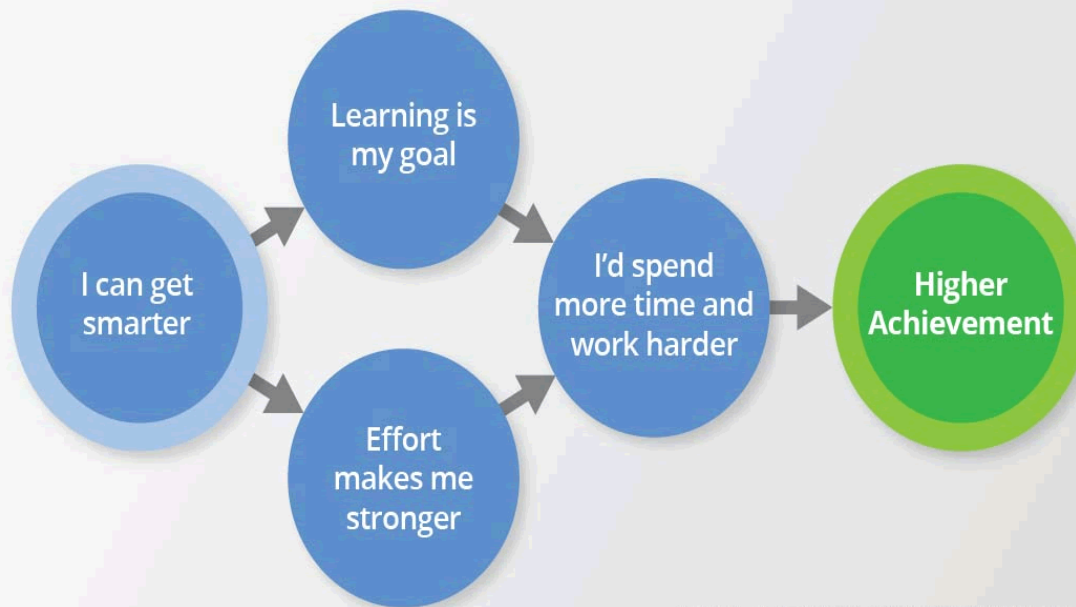 I can get
smarter
Learning is
my goal
Effort
makes me
stronger
I'd spend
more time and
work harder
Higher
Achievement